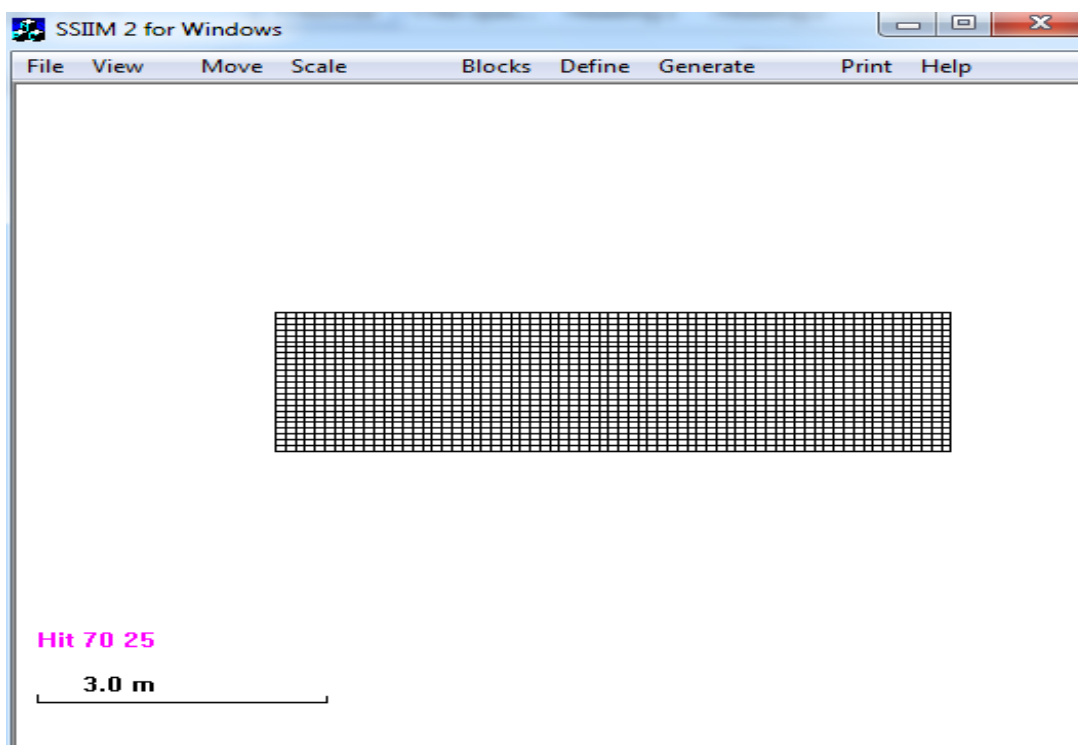 SSIIM 2 for Windows
File View Move Scale Blocks Define Generate Print Help
Hit 70 25
3.0 m